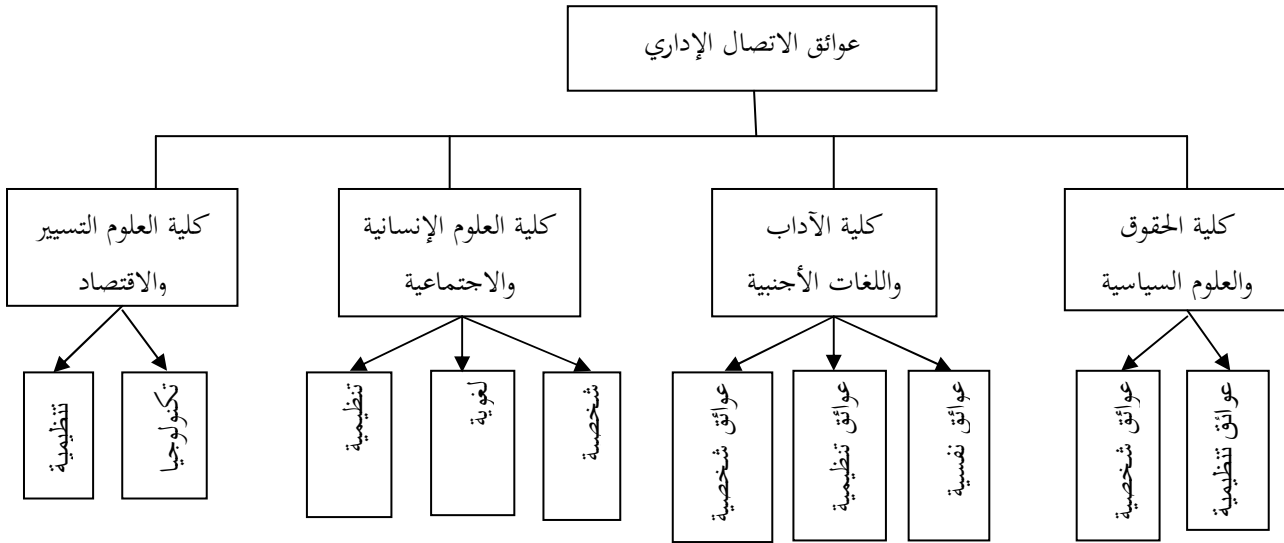 عوائق الاتصال الإداري
كلية الحقوق
والعلوم السياسية
كلية الآداب
واللغات الأجنبية
كلية العلوم الإنسانية
والاجتماعية
كلية العلوم التسيير
والاقتصاد
عوائق تنظيمية
عوائق شخصية
عوائق نفسية
عوائق تنظيمية
عوائق شخصية
شخصية
لغوية
تنظيمية
تكنولوجيا
تنظيمية